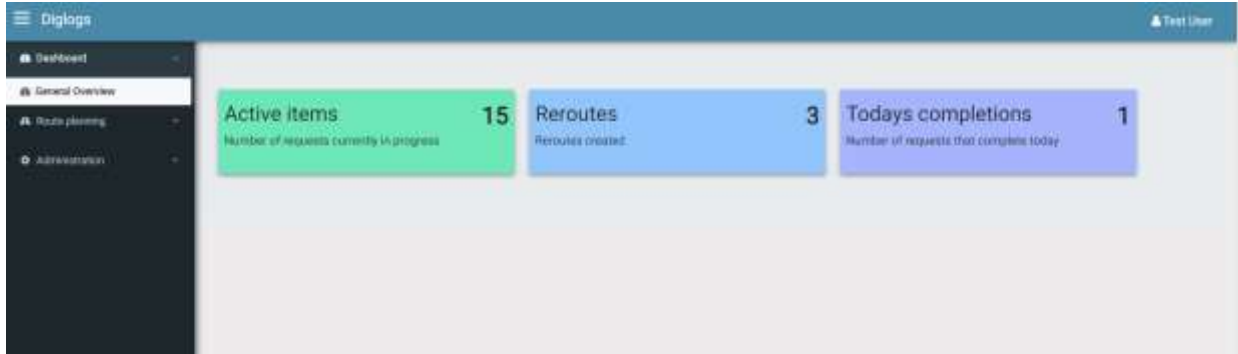 Diglogs
Test User
Dashboard
General Overview
Route planning
Administration
Active items 15
Number of requests currently in progress
Reroutes 3
Reroutes created
Todays completions 1
Number of requests that complete today